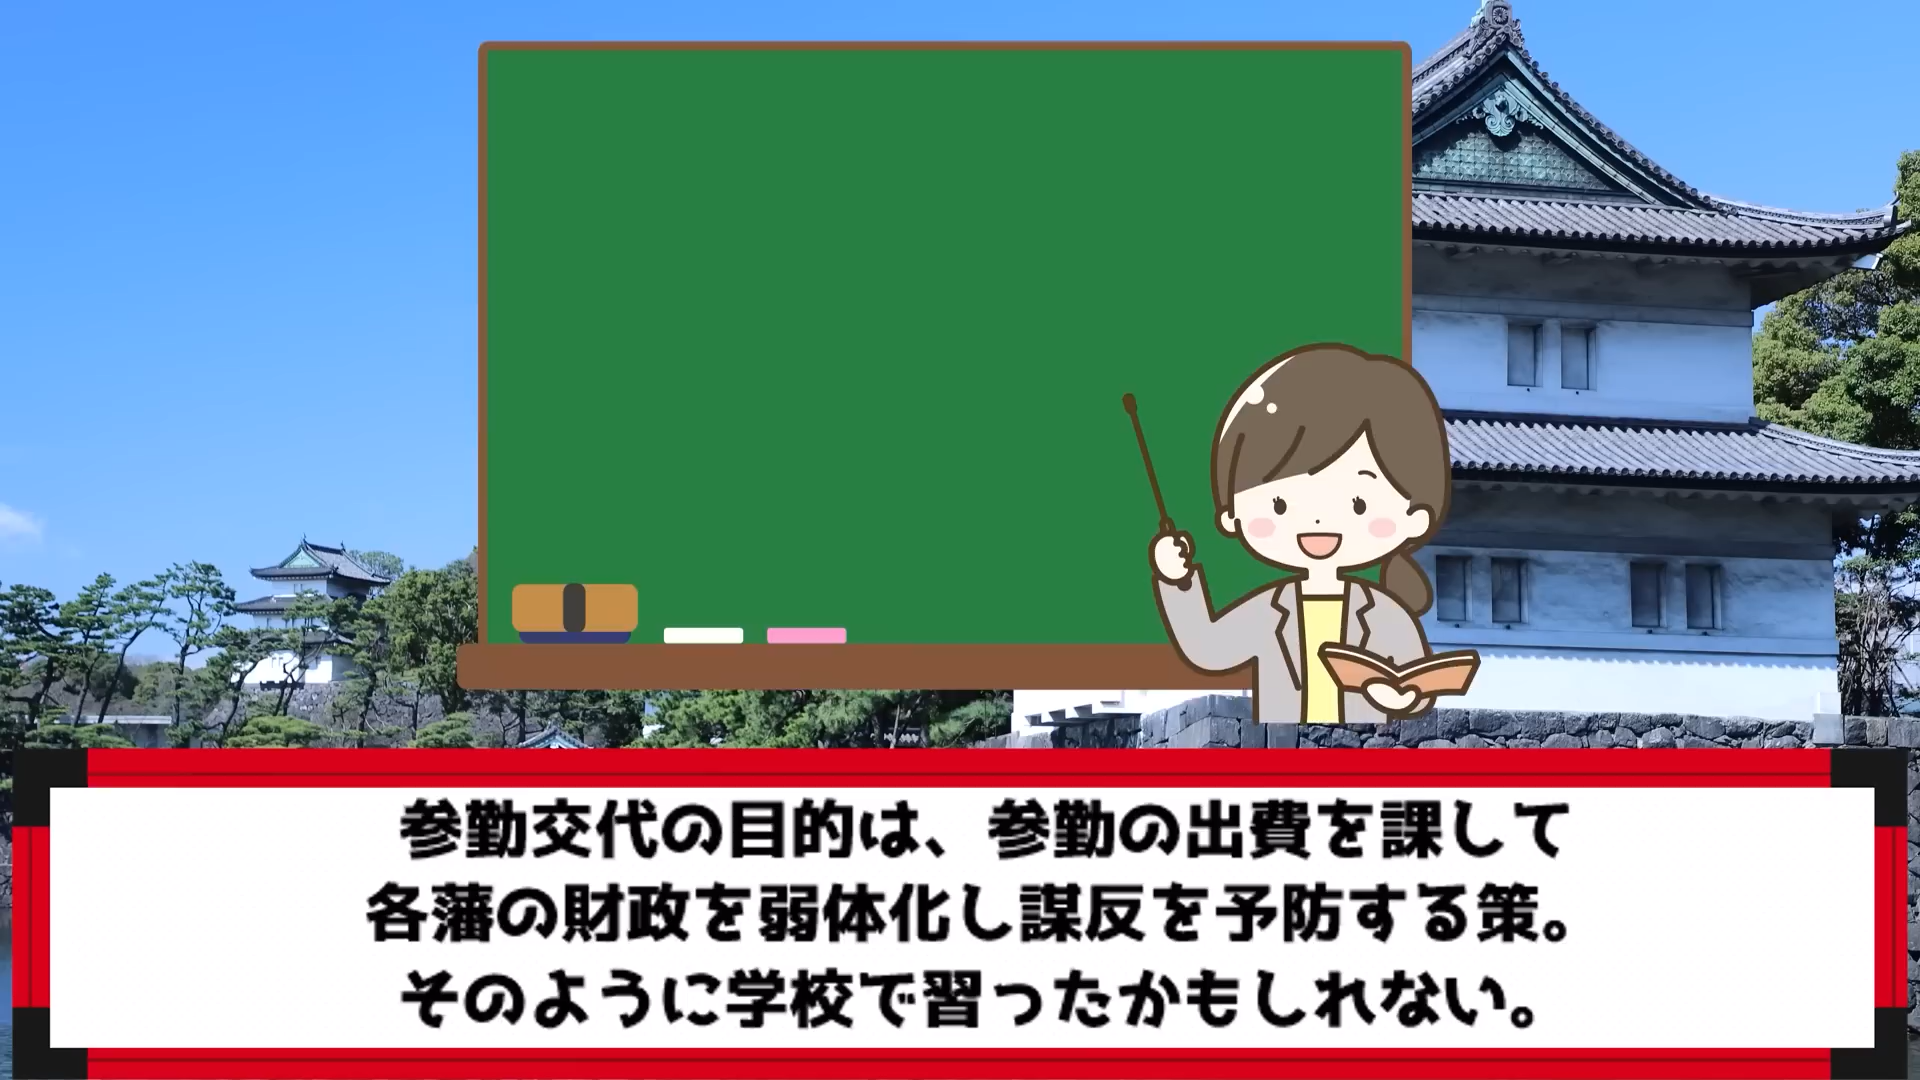 参勤交代の目的は、参勤の出費を課して
各藩の財政を弱体化し謀反を予防する策。
そのように学校で習ったかもしれない。